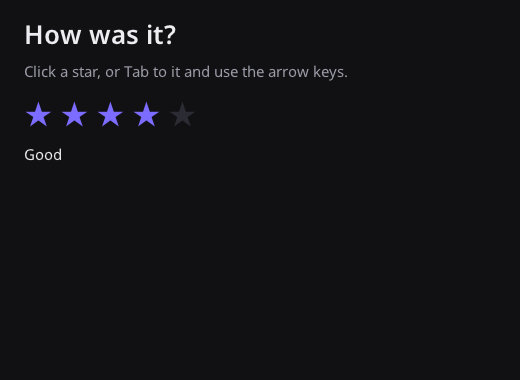 How was it?
Click a star, or Tab to it and use the arrow keys.
Good